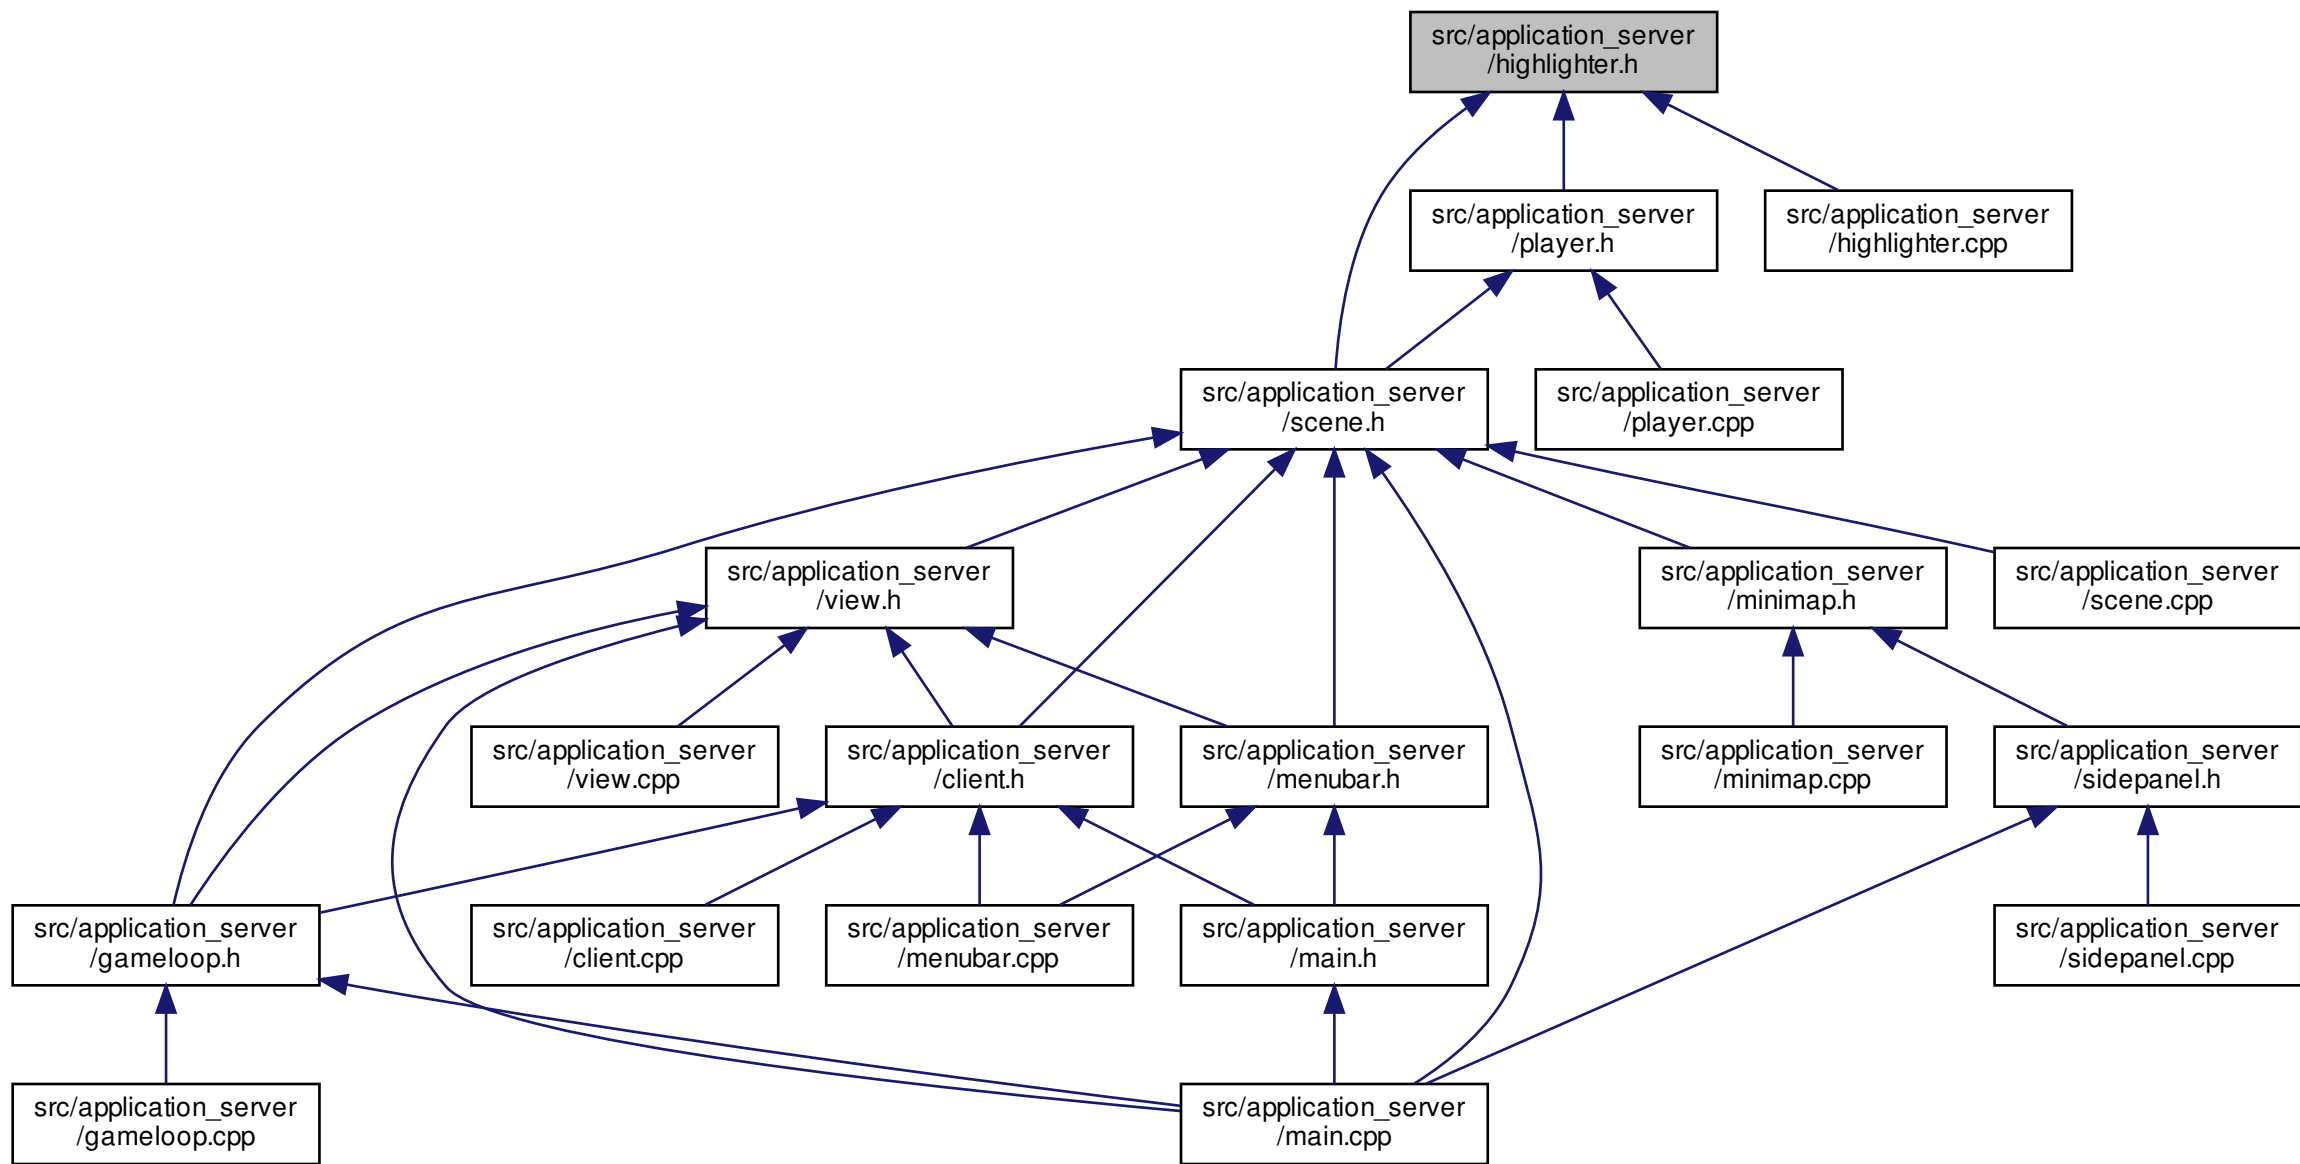 src/application_server
/highlighter.h
src/application_server
/player.h
src/application_server
/highlighter.cpp
src/application_server
/scene.h
src/application_server
/player.cpp
src/application_server
/view.h
src/application_server
/minimap.h
src/application_server
/scene.cpp
src/application_server
/view.cpp
src/application_server
/client.h
src/application_server
/menubar.h
src/application_server
/minimap.cpp
src/application_server
/sidepanel.h
src/application_server
/gameloop.h
src/application_server
/client.cpp
src/application_server
/menubar.cpp
src/application_server
/main.h
src/application_server
/sidepanel.cpp
src/application_server
/gameloop.cpp
src/application_server
/main.cpp